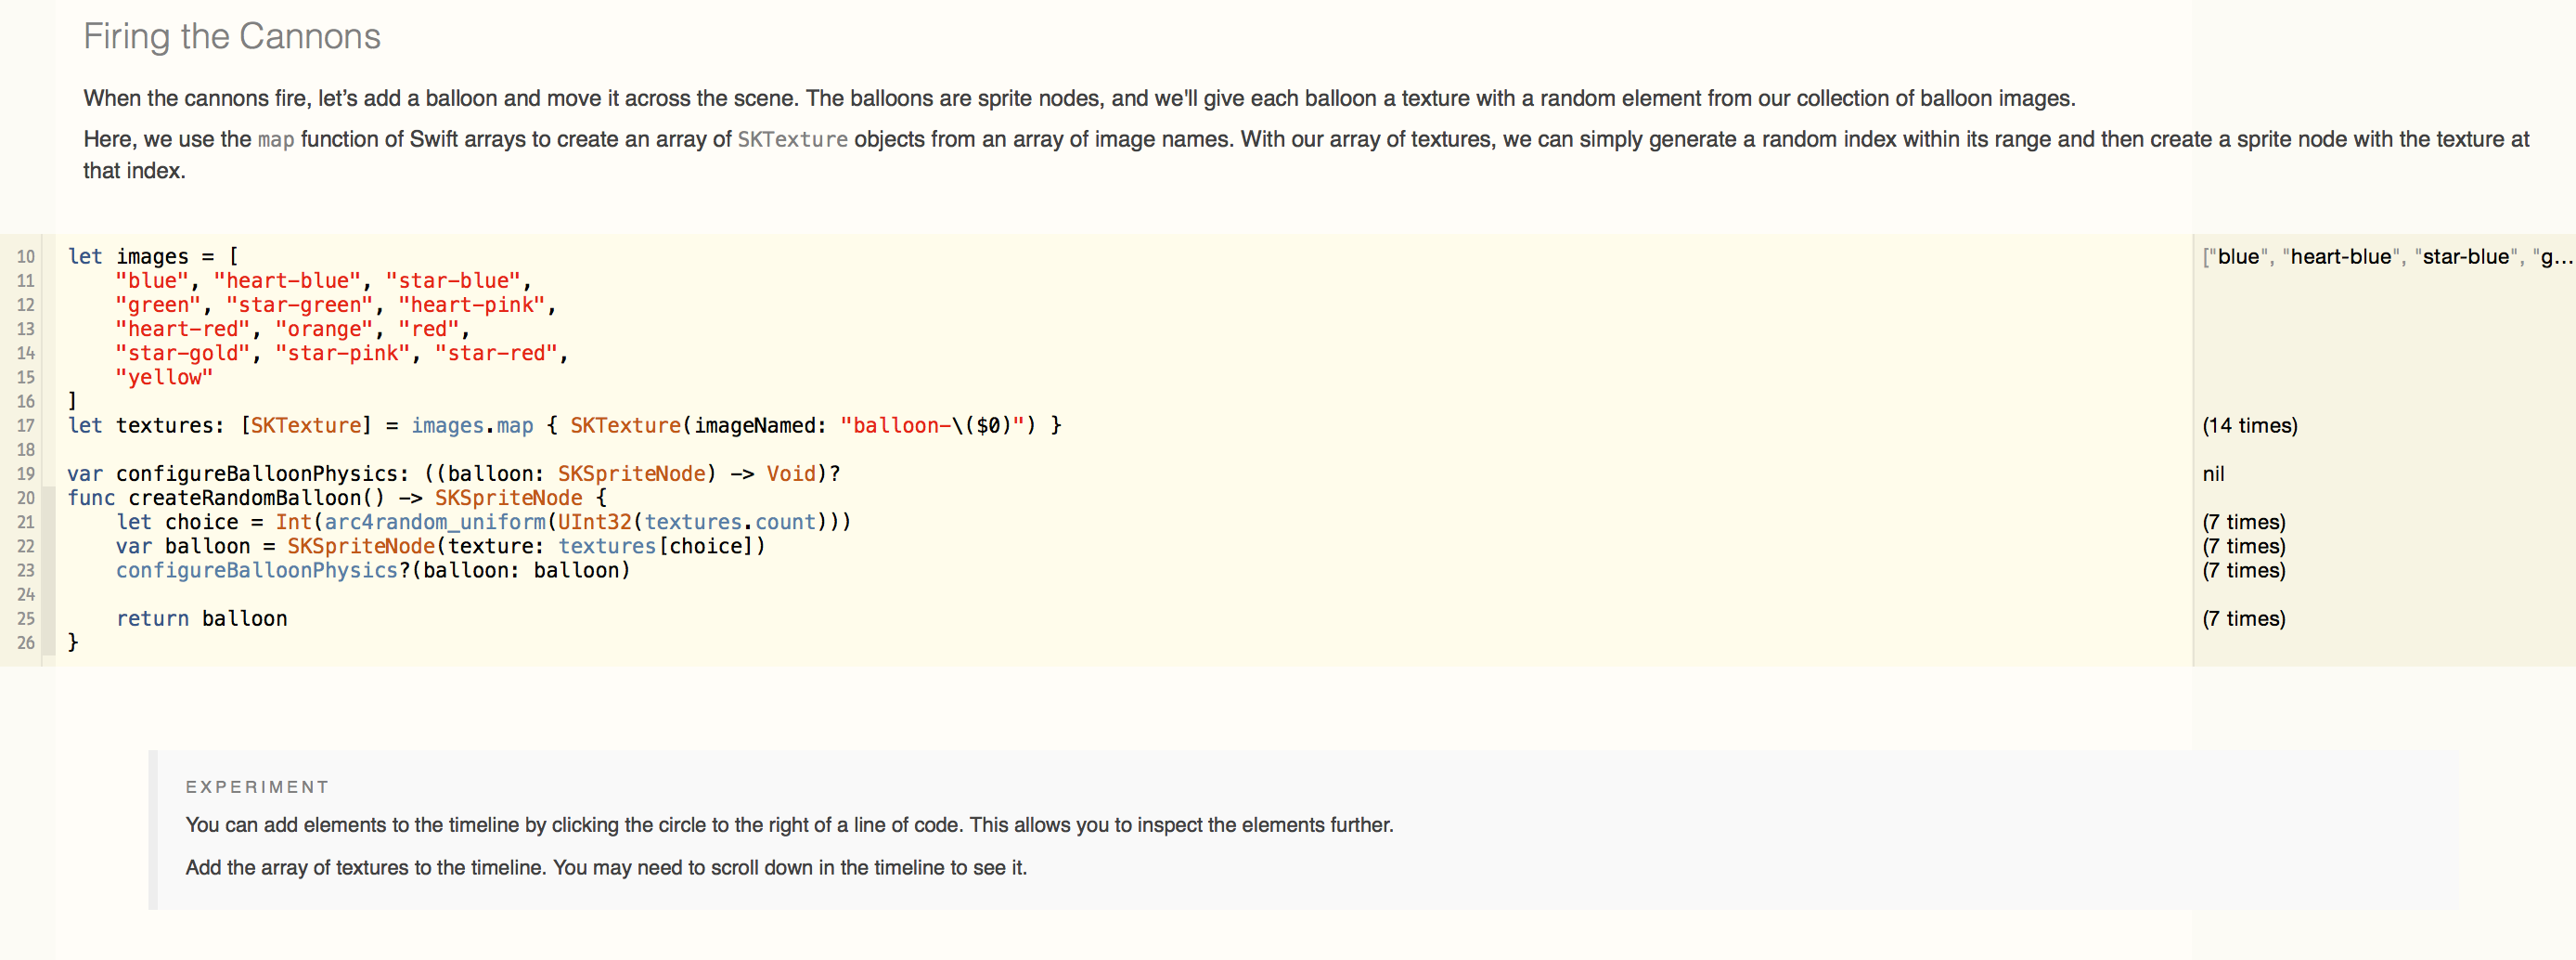 Firing the Cannons
When the cannons fire, let’s add a balloon and move it across the scene. The balloons are sprite nodes, and we'll give each balloon a texture with a random element from our collection of balloon images.
Here, we use the map function of Swift arrays to create an array of SKTexture objects from an array of image names. With our array of textures, we can simply generate a random index within its range and then create a sprite node with the texture at
that index.
10 let images = [ ["blue", "heart-blue", "star-blue", "g...
11 "blue", "heart-blue", "star-blue",
12 "green", "star-green", "heart-pink",
13 "heart-red", "orange", "red",
14 "star-gold", "star-pink", "star-red",
15 "yellow"
16 ]
17 let textures: [SKTexture] = images.map { SKTexture(imageNamed: "balloon-\($0)") } (14 times)
18
19 var configureBalloonPhysics: ((balloon: SKSpriteNode) -> Void)? nil
20 func createRandomBalloon() -> SKSpriteNode {
21 let choice = Int(arc4random_uniform(UInt32(textures.count))) (7 times)
22 var balloon = SKSpriteNode(texture: textures[choice]) (7 times)
23 configureBalloonPhysics?(balloon: balloon) (7 times)
24
25 return balloon (7 times)
26 }
EXPERIMENT
You can add elements to the timeline by clicking the circle to the right of a line of code. This allows you to inspect the elements further.
Add the array of textures to the timeline. You may need to scroll down in the timeline to see it.